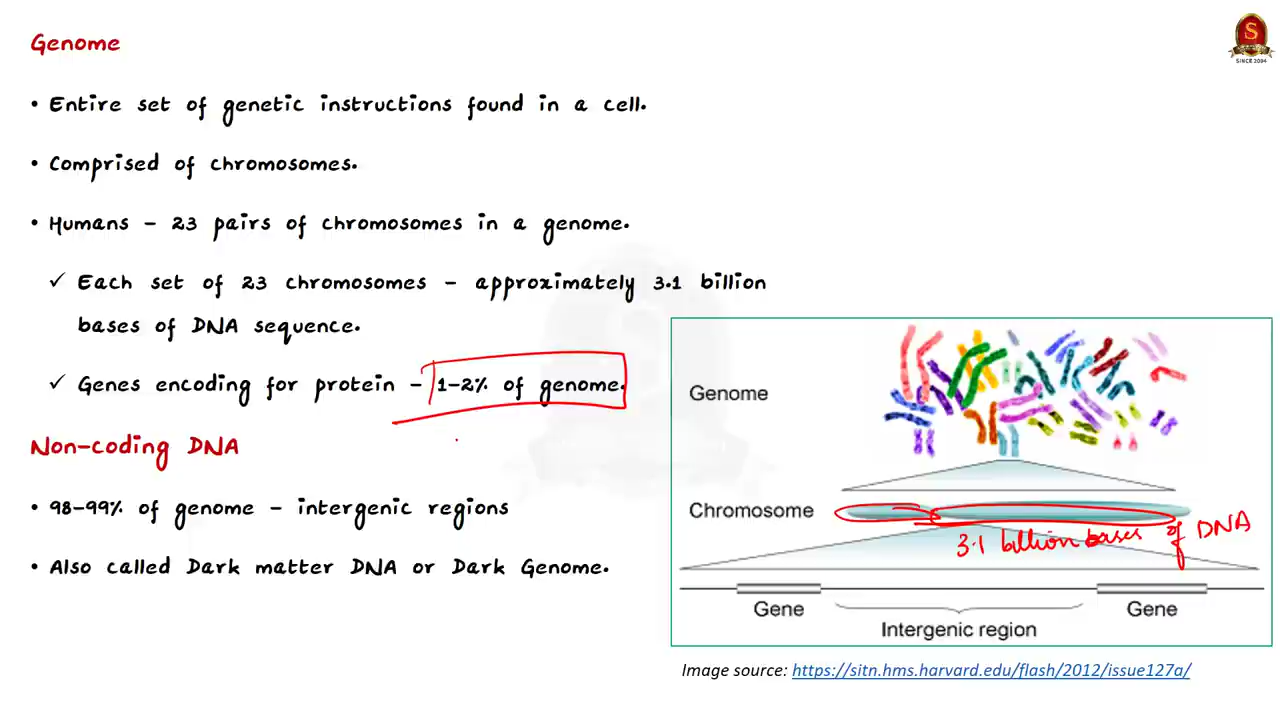 Genome
S
SINCE 2004
• Entire set of genetic instructions found in a cell.
• Comprised of chromosomes.
• Humans – 23 pairs of chromosomes in a genome.
✓ Each set of 23 chromosomes – approximately 3.1 billion
bases of DNA sequence.
✓ Genes encoding for protein – 1-2% of genome.
Non-coding DNA
• 98-99% of genome – intergenic regions
• Also called Dark matter DNA or Dark Genome.
Genome
Chromosome
3.1 billion bases of DNA
Gene
Gene
Intergenic region
Image source: https://sitn.hms.harvard.edu/flash/2012/issue127a/